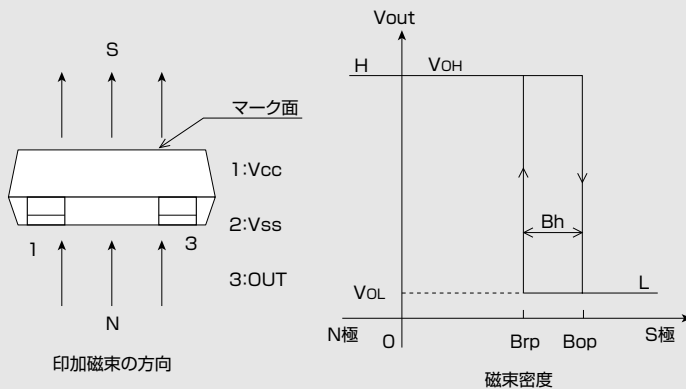 S
マーク面
1:Vcc
2:Vss
3:OUT
1
3
N
印加磁束の方向
Vout
H
VOH
Bh
VOL
L
N極
0
Brp
Bop
S極
磁束密度